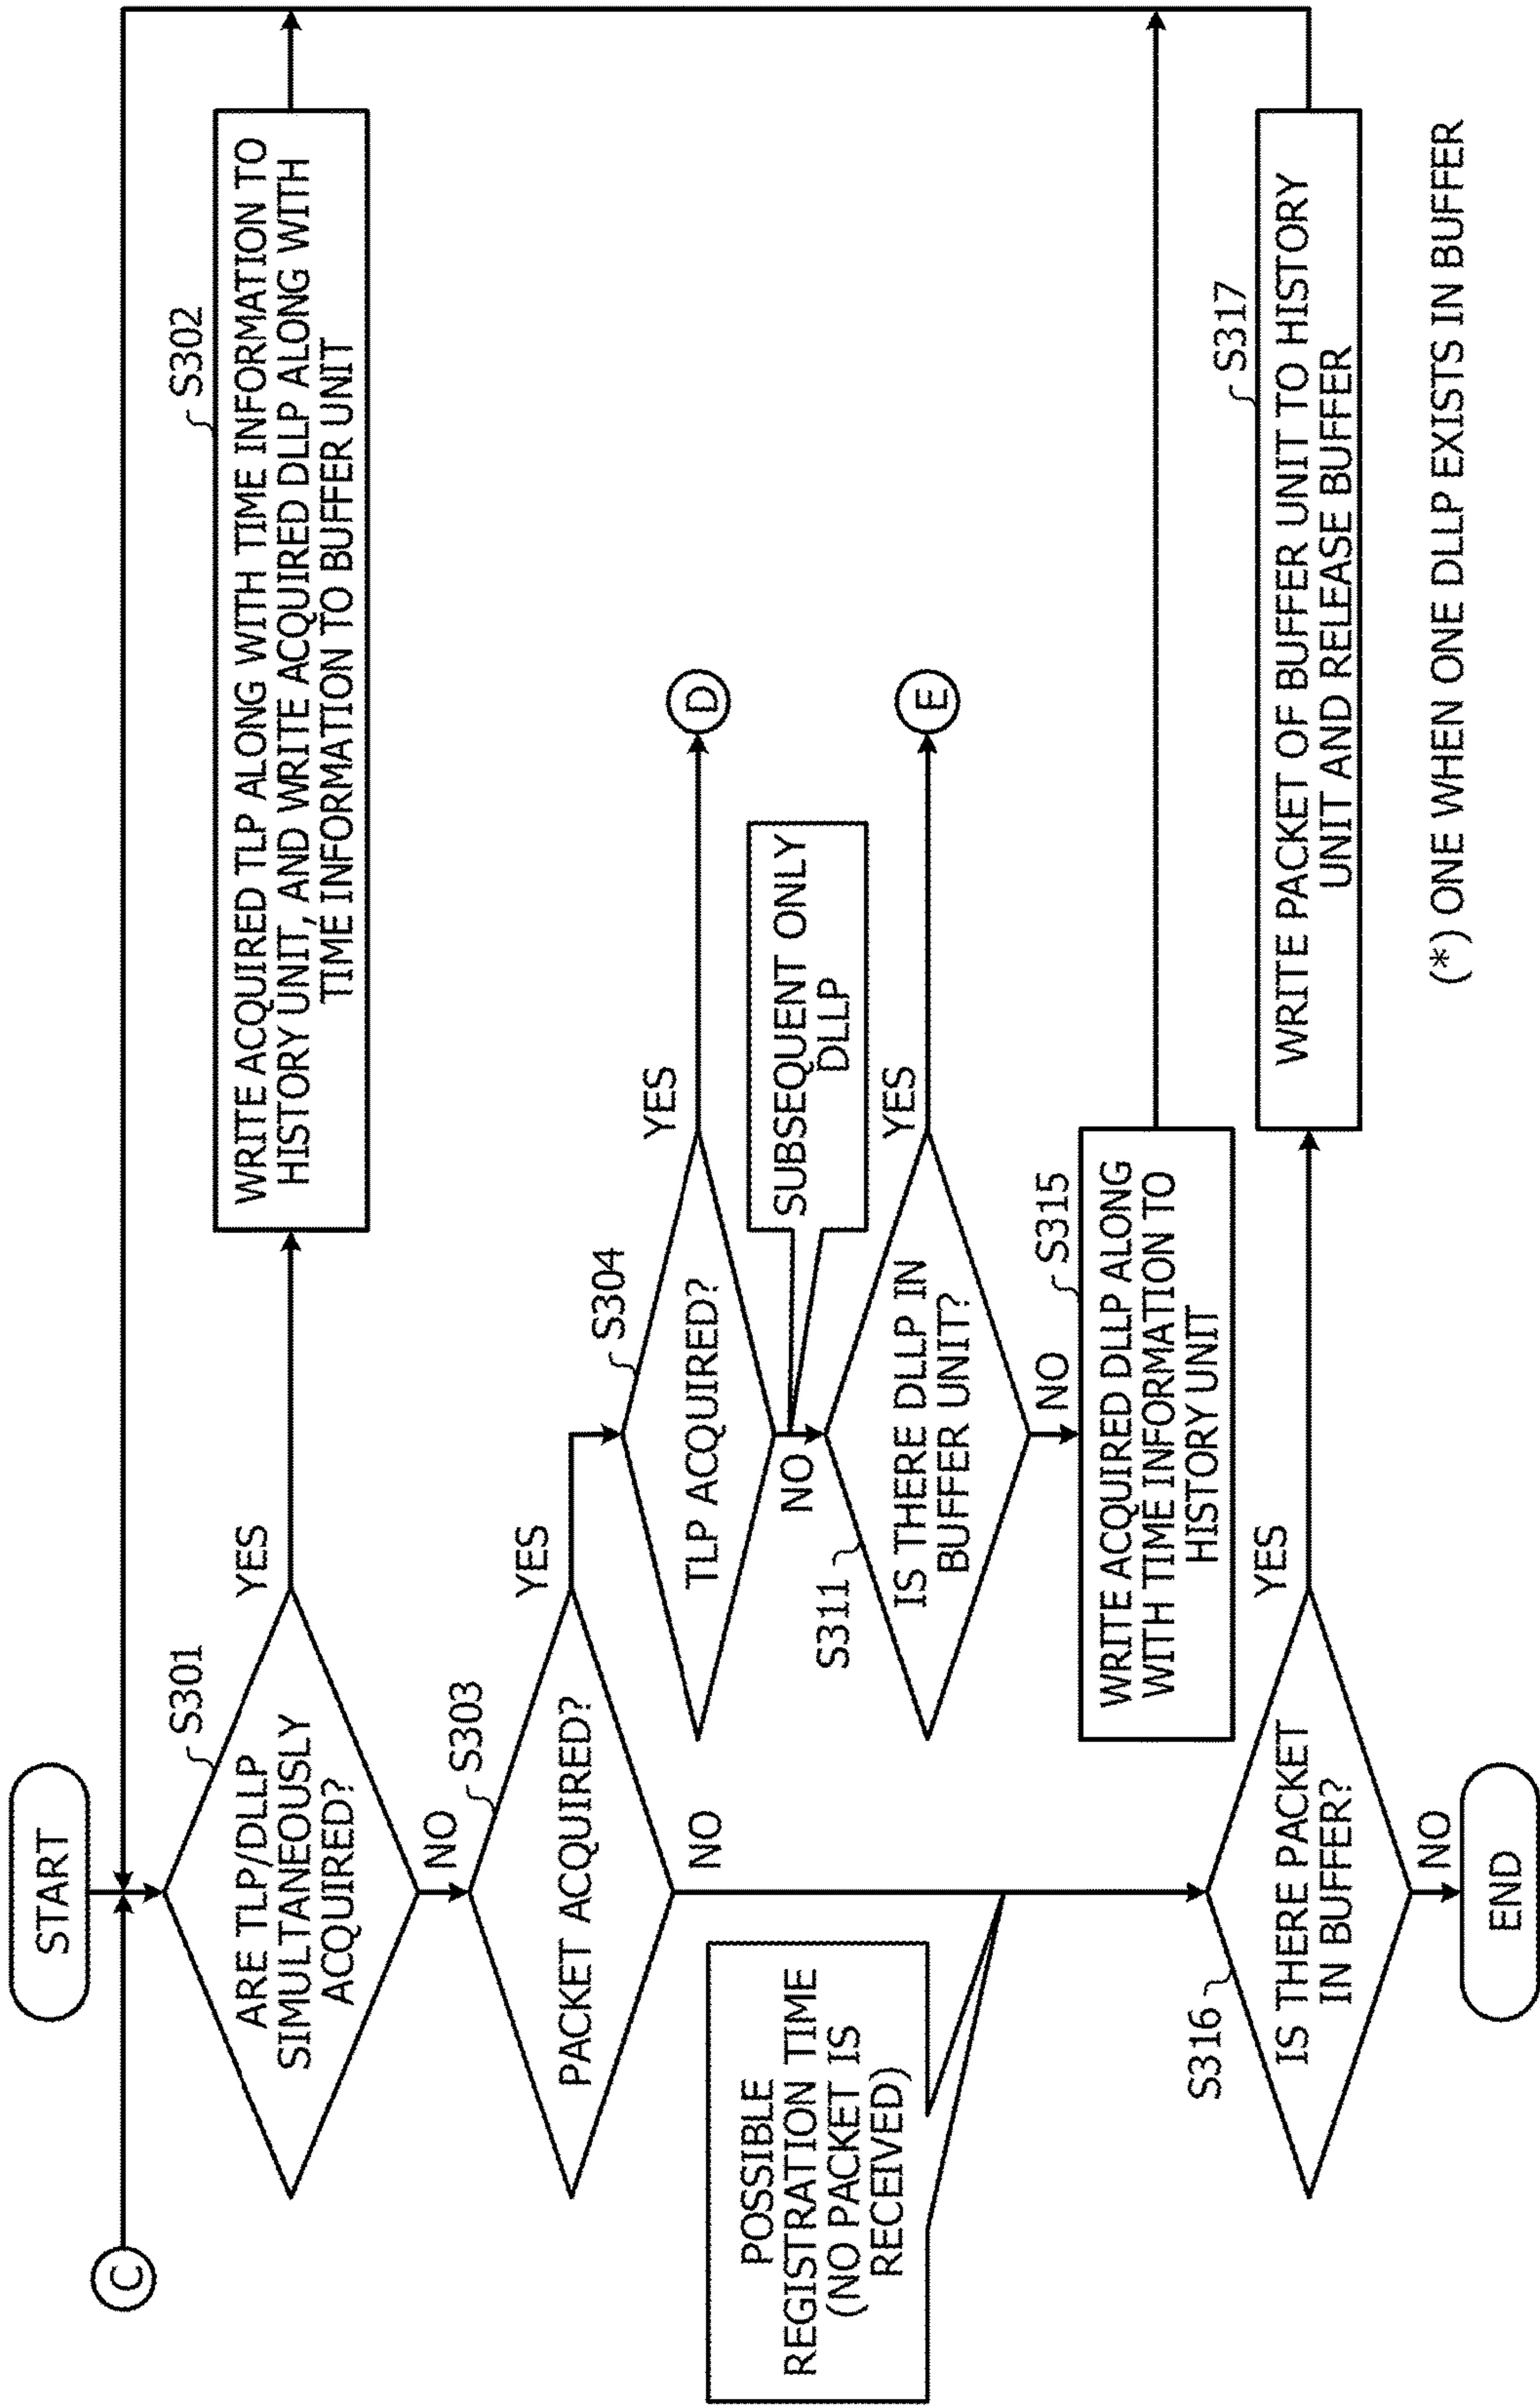 START
C
ARE TLP/DLLP
SIMULTANEOUSLY
ACQUIRED?
S301
YES
NO
S302
WRITE ACQUIRED TLP ALONG WITH TIME INFORMATION TO
HISTORY UNIT, AND WRITE ACQUIRED DLLP ALONG WITH
TIME INFORMATION TO BUFFER UNIT
PACKET ACQUIRED?
S303
YES
NO
TLP ACQUIRED?
S304
YES
D
NO
SUBSEQUENT ONLY
DLLP
S311
IS THERE DLLP IN
BUFFER UNIT?
YES
E
NO
S315
WRITE ACQUIRED DLLP ALONG
WITH TIME INFORMATION TO
HISTORY UNIT
POSSIBLE
REGISTRATION TIME
(NO PACKET IS
RECEIVED)
S316
IS THERE PACKET
IN BUFFER?
YES
NO
S317
WRITE PACKET OF BUFFER UNIT TO HISTORY
UNIT AND RELEASE BUFFER
END
(*) ONE WHEN ONE DLLP EXISTS IN BUFFER